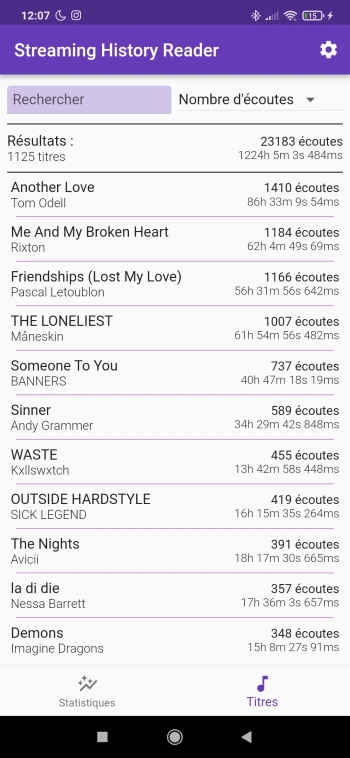 12:07
15
Streaming History Reader
Rechercher
Nombre d'écoutes
Résultats :
23183 écoutes
1125 titres
1224h 5m 3s 484ms
Another Love
1410 écoutes
Tom Odell
86h 33m 9s 54ms
Me And My Broken Heart
1184 écoutes
Rixton
62h 4m 49s 69ms
Friendships (Lost My Love)
1166 écoutes
Pascal Letoublon
56h 31m 56s 642ms
THE LONELIEST
1007 écoutes
Måneskin
61h 54m 56s 482ms
Someone To You
737 écoutes
BANNERS
40h 47m 18s 19ms
Sinner
589 écoutes
Andy Grammer
34h 29m 42s 848ms
WASTE
455 écoutes
Kxllswxtch
13h 42m 58s 448ms
OUTSIDE HARDSTYLE
419 écoutes
SICK LEGEND
16h 15m 35s 264ms
The Nights
391 écoutes
Avicii
18h 17m 30s 665ms
la di die
357 écoutes
Nessa Barrett
17h 36m 3s 657ms
Demons
348 écoutes
Imagine Dragons
15h 8m 27s 91ms
Statistiques
Titres